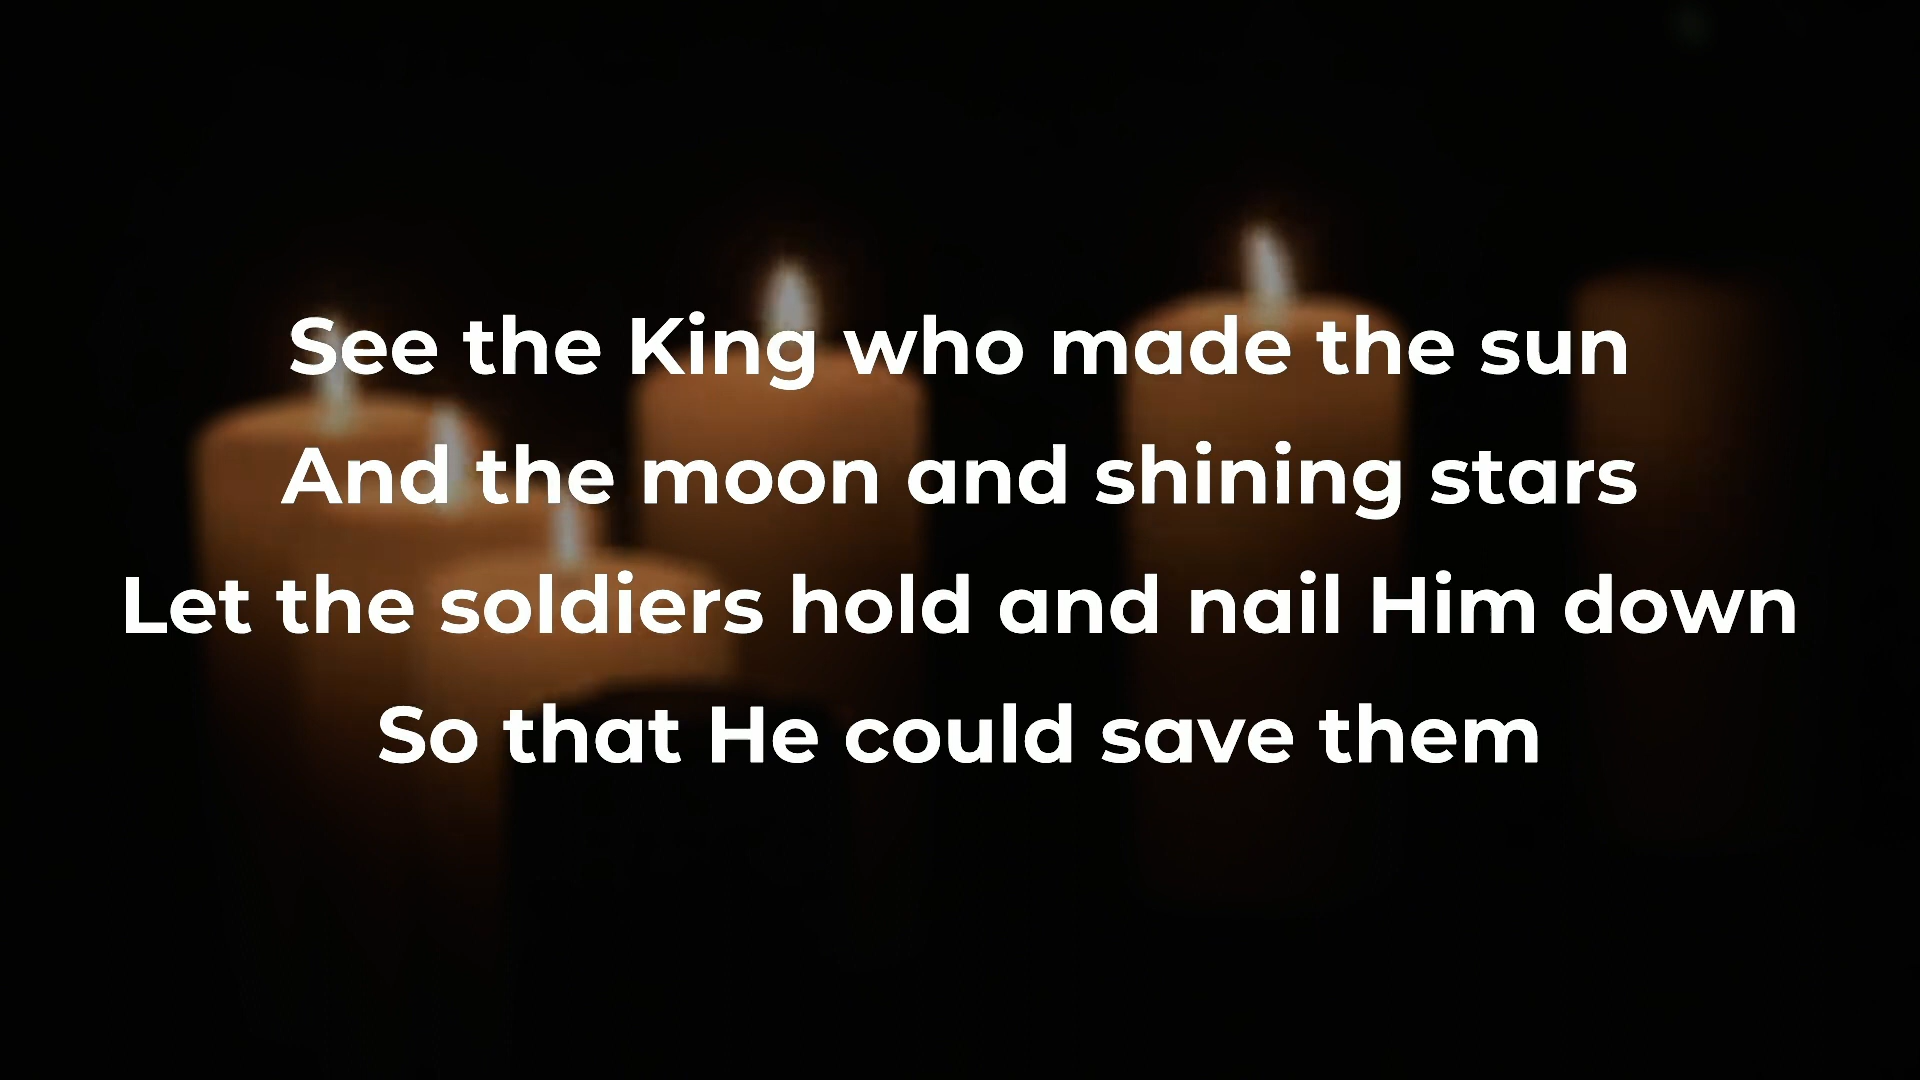 See the King who made the sun
And the moon and shining stars
Let the soldiers hold and nail Him down
So that He could save them